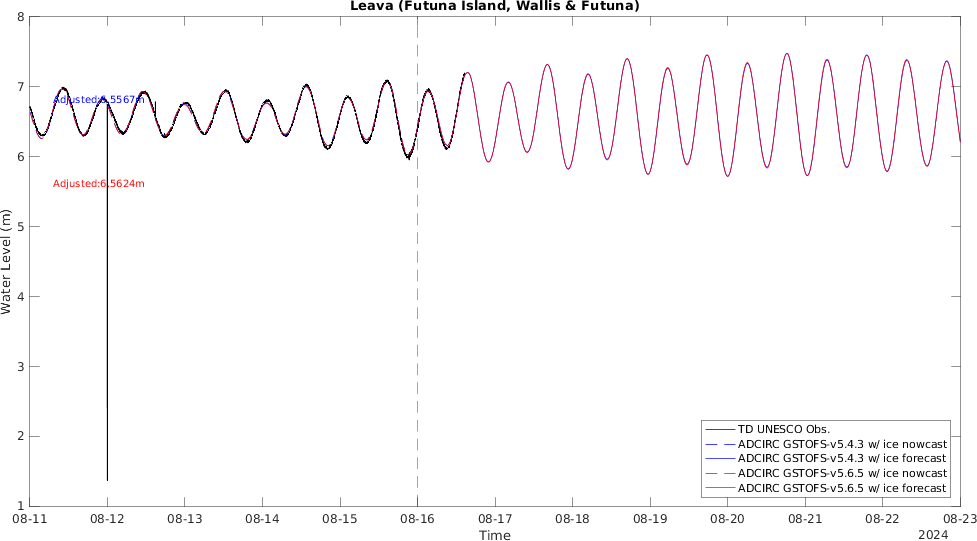 Leava (Futuna Island, Wallis & Futuna)
8
7
6
5
4
3
2
1
Water Level (m)
Adjusted:6.5567m
Adjusted:6.5624m
TD UNESCO Obs.
ADCIRC GSTOFS-v5.4.3 w/ ice nowcast
ADCIRC GSTOFS-v5.4.3 w/ ice forecast
ADCIRC GSTOFS-v5.6.5 w/ ice nowcast
ADCIRC GSTOFS-v5.6.5 w/ ice forecast
08-11 08-12 08-13 08-14 08-15 08-16 08-17 08-18 08-19 08-20 08-21 08-22 08-23
Time
2024